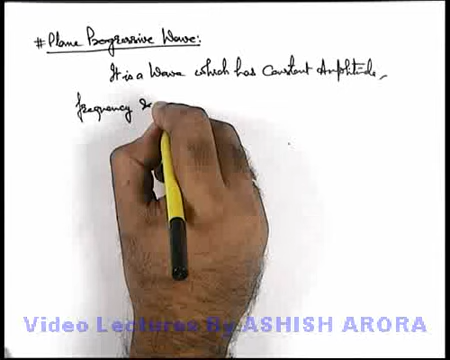 # Plane Progressive Wave:
It is a Wave which has Constant Amplitude,
frequency &
Video Lectures By ASHISH ARORA